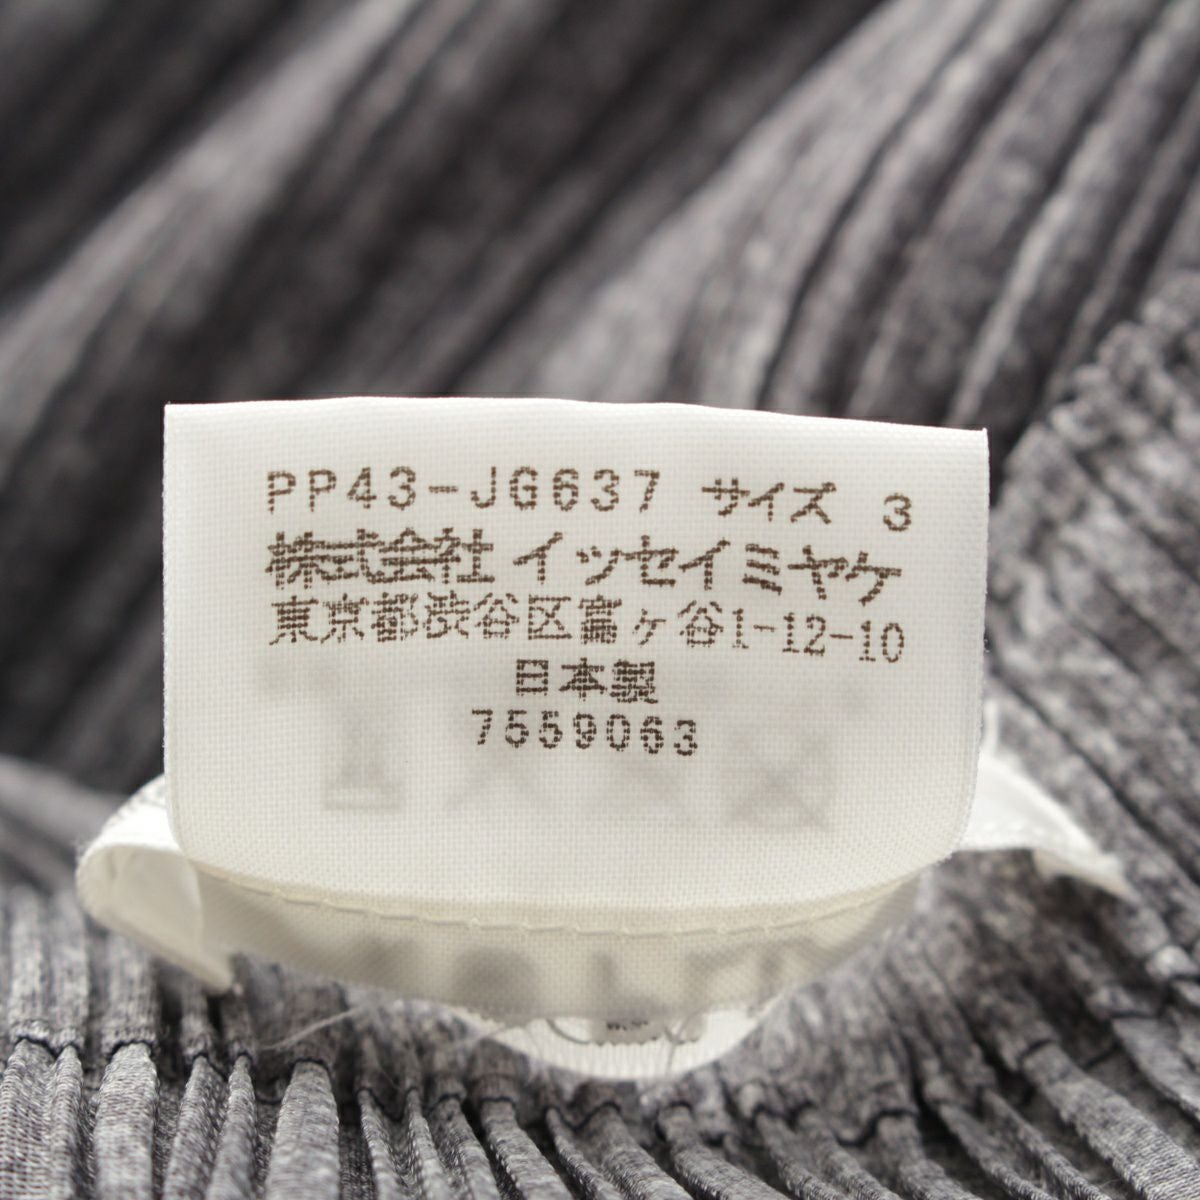 PP43-JG637 サイズ 3
株式会社 イッセイミヤケ
東京都渋谷区富ヶ谷1-12-10
日本製
7559063